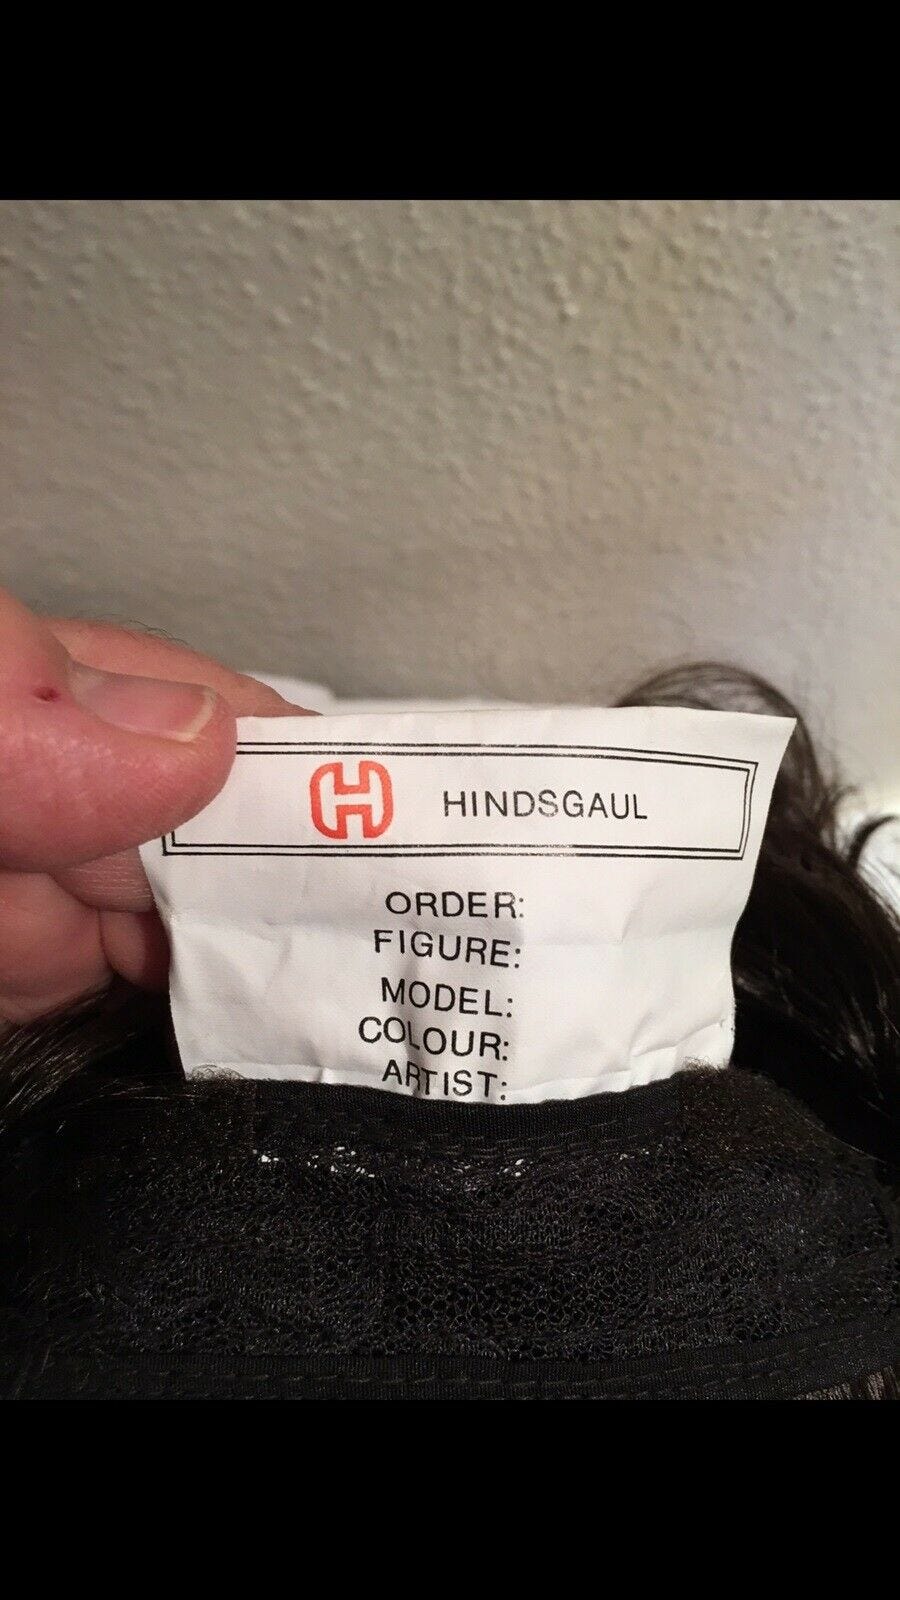 H HINDSGAUL
ORDER:
FIGURE:
MODEL:
COLOUR:
ARTIST: